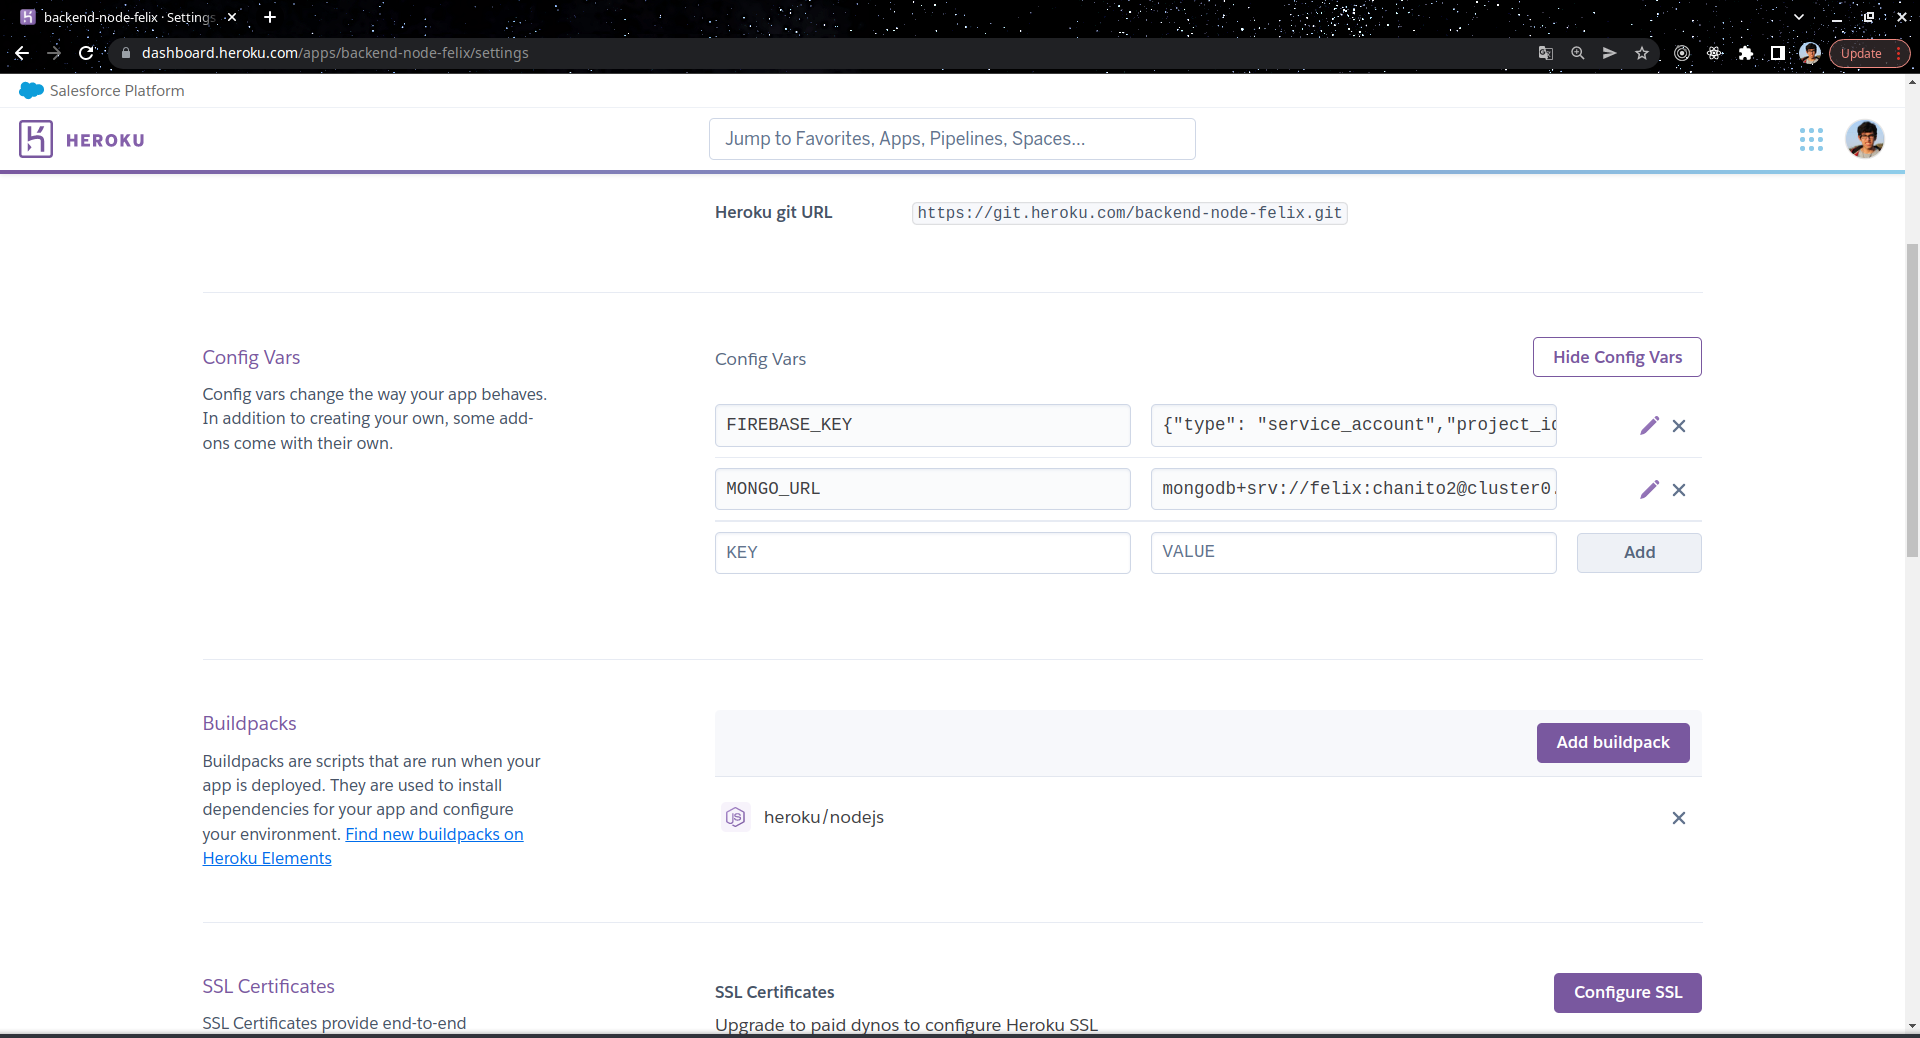 backend-node-felix · Settings
dashboard.heroku.com/apps/backend-node-felix/settings
Update
Salesforce Platform
HEROKU
Jump to Favorites, Apps, Pipelines, Spaces...
Heroku git URL
https://git.heroku.com/backend-node-felix.git
Config Vars
Config vars change the way your app behaves.
In addition to creating your own, some add-
ons come with their own.
Config Vars
Hide Config Vars
FIREBASE_KEY
{"type": "service_account","project_id
MONGO_URL
mongodb+srv://felix:chanito2@cluster0.
KEY
VALUE
Add
Buildpacks
Buildpacks are scripts that are run when your
app is deployed. They are used to install
dependencies for your app and configure
your environment. Find new buildpacks on
Heroku Elements
Add buildpack
JS
heroku/nodejs
SSL Certificates
SSL Certificates provide end-to-end
SSL Certificates
Upgrade to paid dynos to configure Heroku SSL
Configure SSL